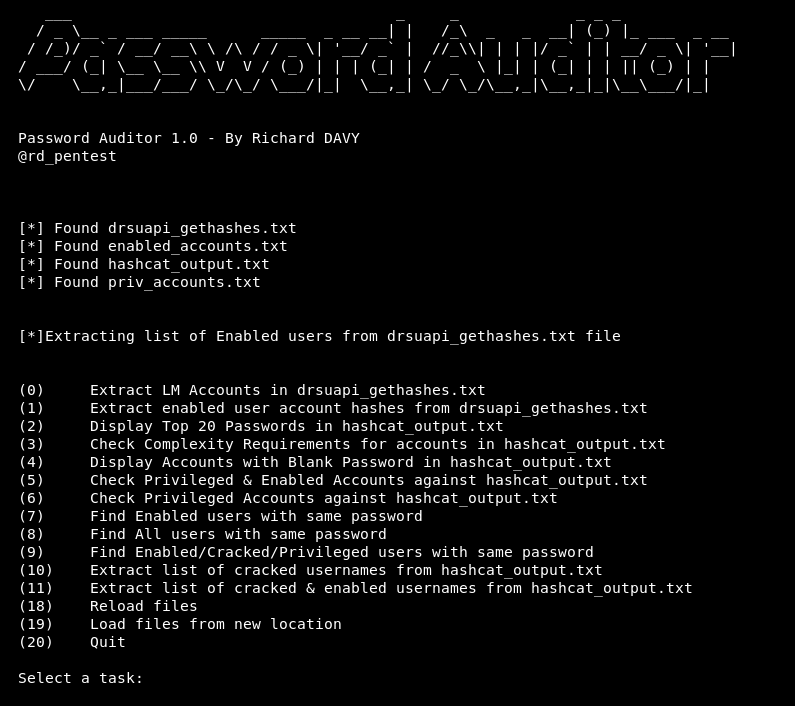 Password Auditor
Password Auditor 1.0 - By Richard DAVY
@rd_pentest
[*] Found drsuapi_gethashes.txt
[*] Found enabled_accounts.txt
[*] Found hashcat_output.txt
[*] Found priv_accounts.txt
[*]Extracting list of Enabled users from drsuapi_gethashes.txt file
(0)     Extract LM Accounts in drsuapi_gethashes.txt
(1)     Extract enabled user account hashes from drsuapi_gethashes.txt
(2)     Display Top 20 Passwords in hashcat_output.txt
(3)     Check Complexity Requirements for accounts in hashcat_output.txt
(4)     Display Accounts with Blank Password in hashcat_output.txt
(5)     Check Privileged & Enabled Accounts against hashcat_output.txt
(6)     Check Privileged Accounts against hashcat_output.txt
(7)     Find Enabled users with same password
(8)     Find All users with same password
(9)     Find Enabled/Cracked/Privileged users with same password
(10)    Extract list of cracked usernames from hashcat_output.txt
(11)    Extract list of cracked & enabled usernames from hashcat_output.txt
(18)    Reload files
(19)    Load files from new location
(20)    Quit
Select a task: